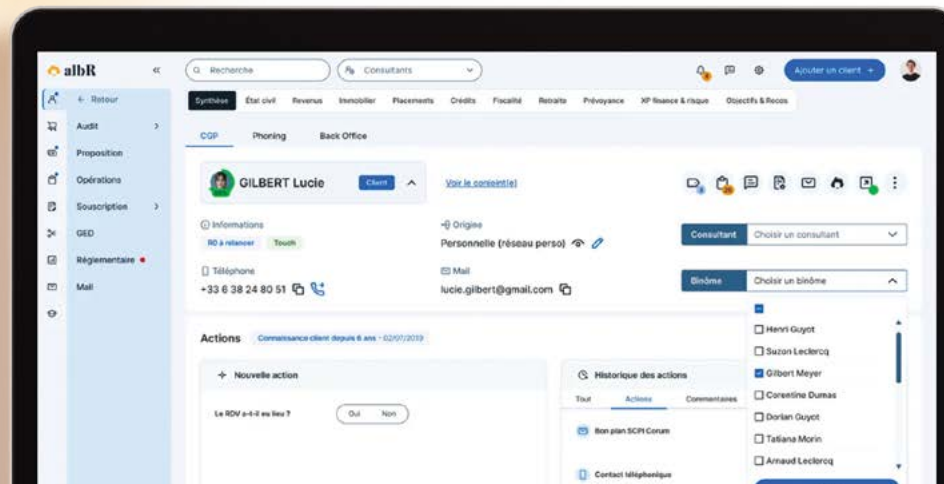 albR
«
Recherche
Consultants
Ajouter un client +
← Retour
Audit
Proposition
Opérations
Souscription
GED
Réglementaire
Mail
Synthèse État civil Revenus Immobilier Placements Crédits Fiscalité Retraite Prévoyance XP finance & risque Objectifs & Recos
CGP Phoning Back Office
GILBERT Lucie Client Voir le conjoint(e)
Informations
R0 à relancer Touch
Origine
Personnelle (réseau perso)
Consultant Choisir un consultant
Téléphone
+33 6 38 24 80 51
Mail
lucie.gilbert@gmail.com
Binôme Choisir un binôme
Henri Guyot
Suzon Leclercq
Gilbert Meyer
Corentine Dumas
Dorian Guyot
Tatiana Morin
Arnaud Leclercq
Actions Connaissance client depuis 6 ans - 02/07/2019
+ Nouvelle action
Le RDV a-t-il eu lieu ? Oui Non
Historique des actions
Tout Actions Commentaires
Bon plan SCPI Corum
Contact téléphonique